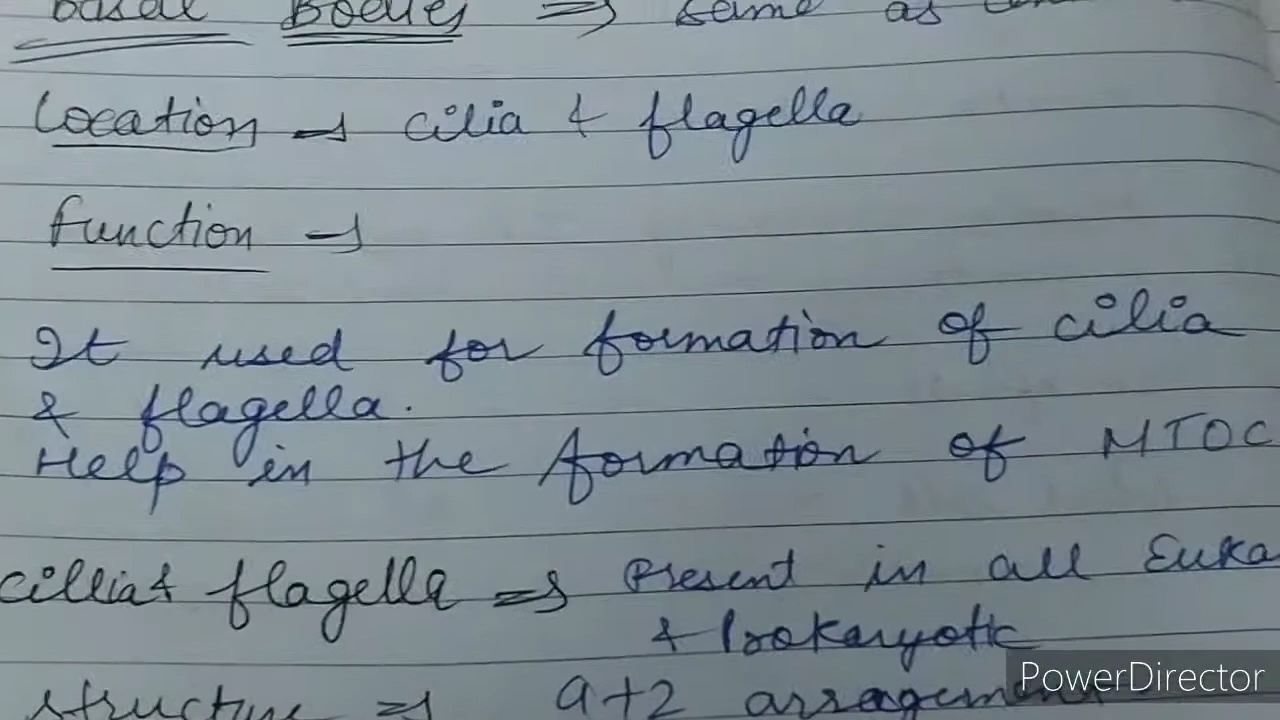 Basal Bodies ⇒ same as
Location → cilia & flagella
Function →
It used for formation of cilia
& flagella.
Help in the formation of MTOC
cillia & flagella ⇒ Present in all Euka
& Prokaryotic
PowerDirector
structure ⇒ 9+2 arragement